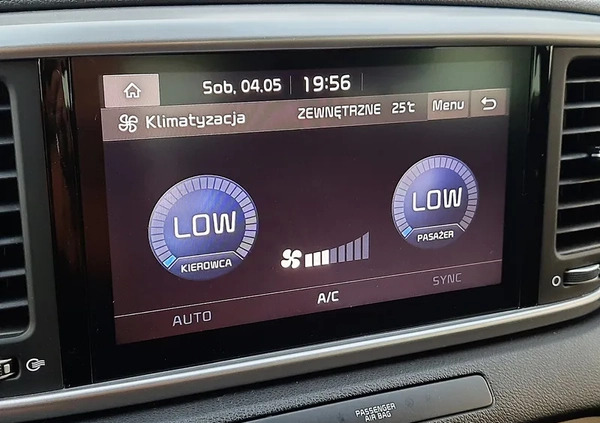 Sob, 04.05 19:56
Klimatyzacja ZEWNĘTRZNE 25℃ Menu
LOW
KIEROWCA
LOW
PASAŻER
AUTO A/C SYNC
PASSENGER
AIR BAG